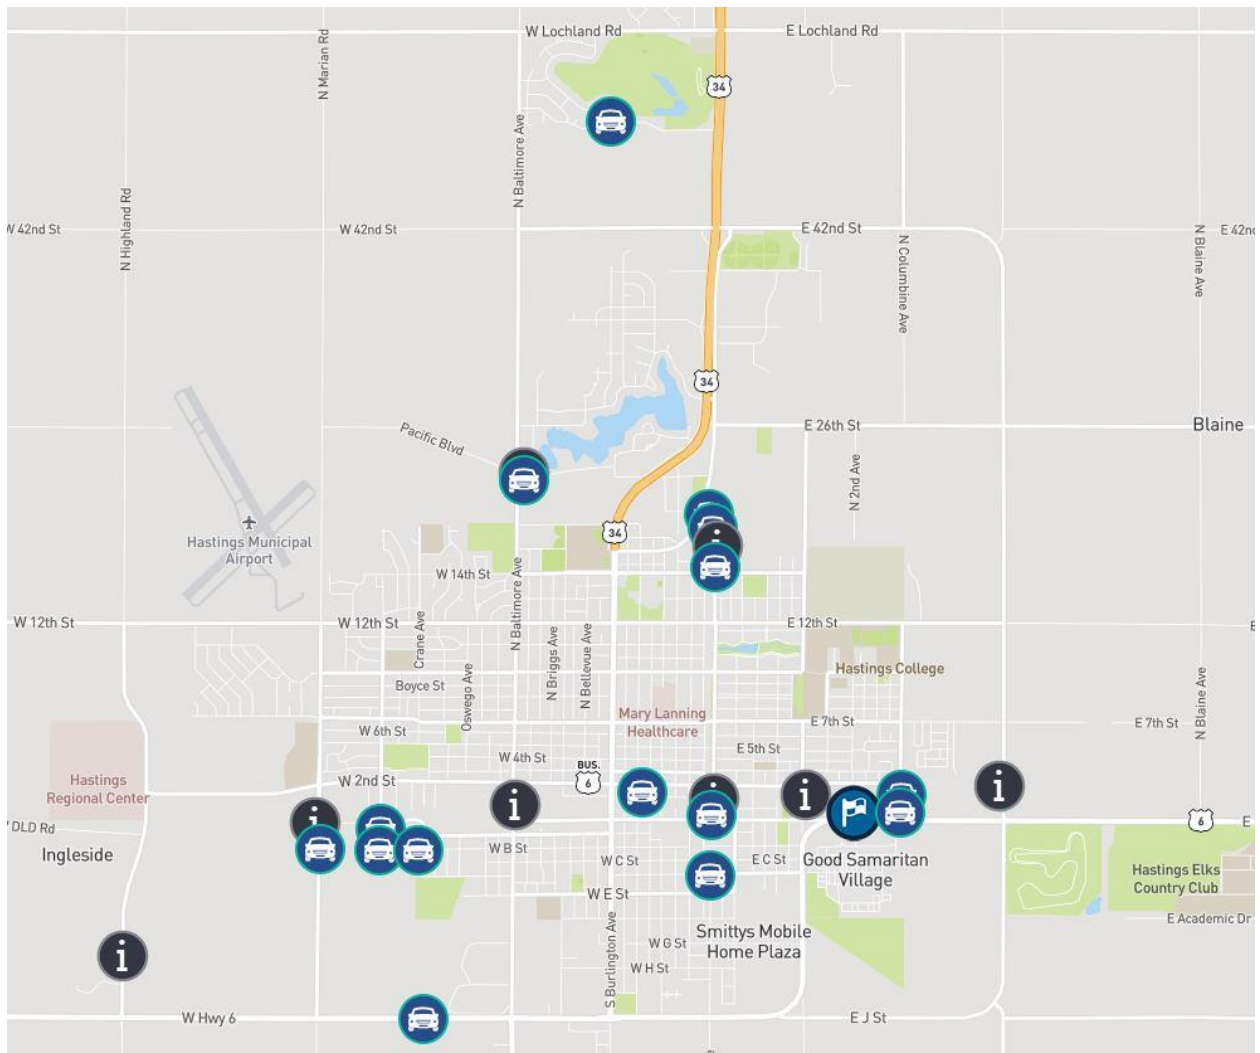 W Lochland Rd
E Lochland Rd
N Marian Rd
34
N Baltimore Ave
N Highland Rd
W 42nd St
W 42nd St
E 42nd St
N Columbine Ave
N Blaine Ave
34
Pacific Blvd
E 26th St
Blaine
N 2nd Ave
Hastings Municipal
Airport
34
W 14th St
N Baltimore Ave
W 12th St
W 12th St
E 12th St
Crane Ave
N Briggs Ave
N Bellevue Ave
Hastings College
Boyce St
Oswego Ave
N Blaine Ave
Mary Lanning
Healthcare
W 6th St
E 7th St
E 7th St
W 4th St
E 5th St
BUS.
6
Hastings
Regional Center
W 2nd St
i
i
i
i
DLD Rd
6
E
Ingleside
W B St
W C St
E C St
Good Samaritan
Village
Hastings Elks
Country Club
W E St
E Academic Dr
S Burlington Ave
Smittys Mobile
Home Plaza
W G St
W H St
i
W Hwy 6
E J St